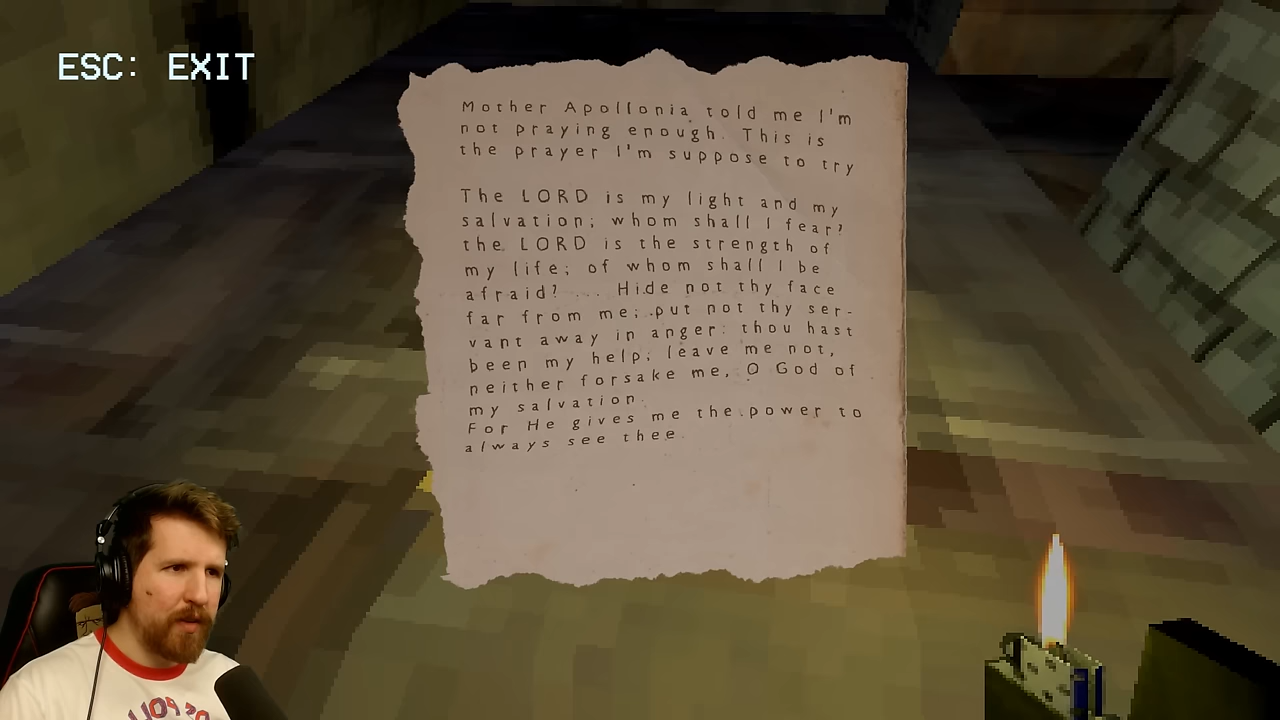 ESC: EXIT
Mother Apollonia told me I'm
not praying enough. This is
the prayer I'm suppose to try
The LORD is my light and my
salvation; whom shall I fear?
the LORD is the strength of
my life; of whom shall I be
afraid? ... Hide not thy face
far from me; put not thy ser-
vant away in anger: thou hast
been my help; leave me not,
neither forsake me, O God of
my salvation.
For He gives me the power to
always see thee